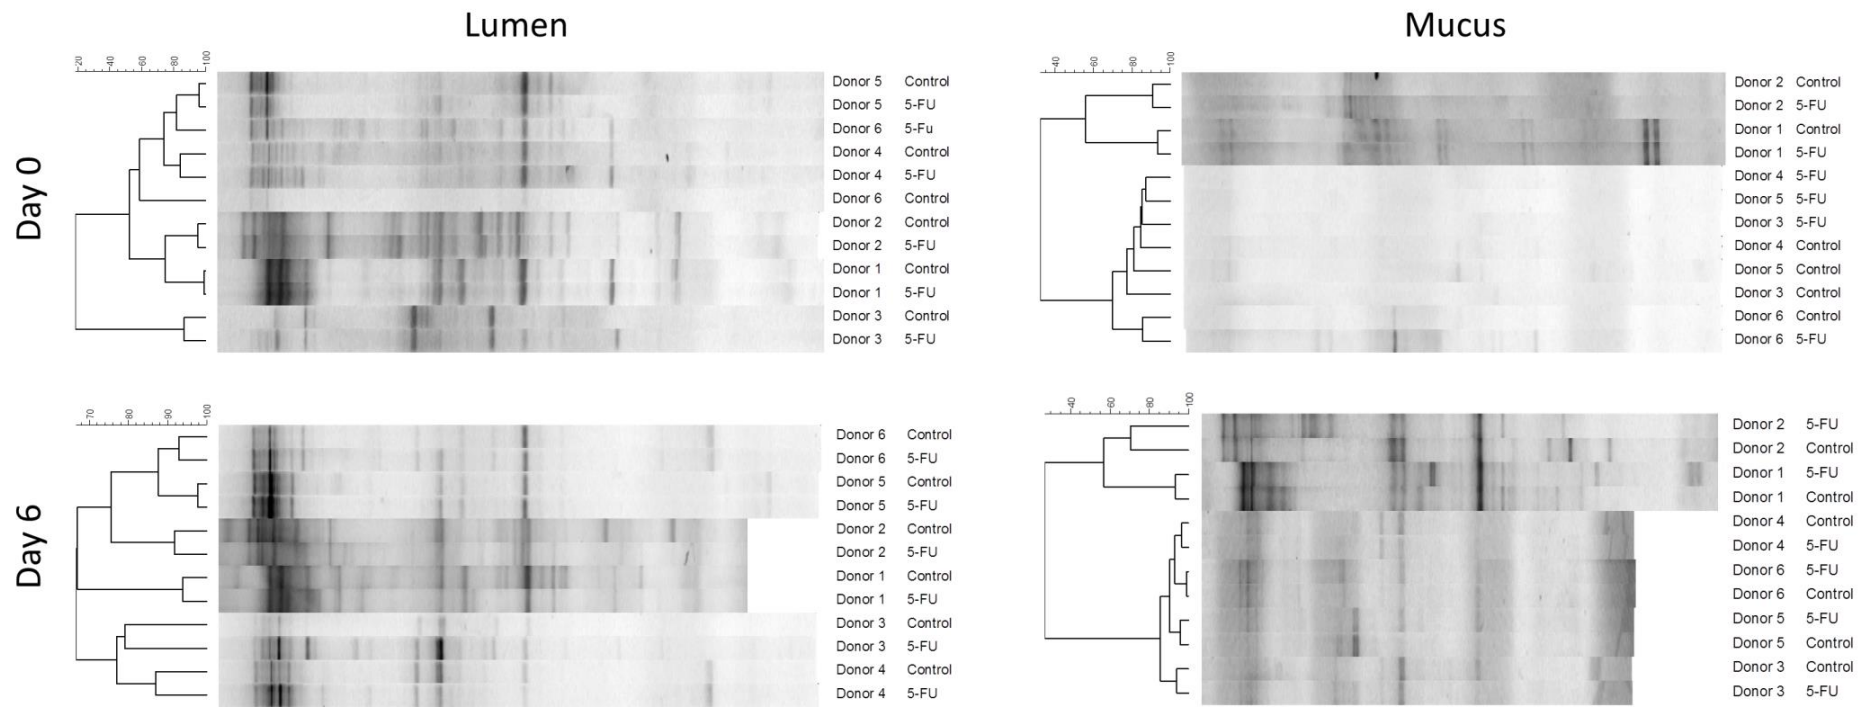 Lumen
Mucus
Day 0
20 40 60 80 100
Donor 5 Control
Donor 5 5-FU
Donor 6 5-Fu
Donor 4 Control
Donor 4 5-FU
Donor 6 Control
Donor 2 Control
Donor 2 5-FU
Donor 1 Control
Donor 1 5-FU
Donor 3 Control
Donor 3 5-FU
40 60 80 100
Donor 2 Control
Donor 2 5-FU
Donor 1 Control
Donor 1 5-FU
Donor 4 5-FU
Donor 5 5-FU
Donor 3 5-FU
Donor 4 Control
Donor 5 Control
Donor 3 Control
Donor 6 Control
Donor 6 5-FU
Day 6
70 80 90 100
Donor 6 Control
Donor 6 5-FU
Donor 5 Control
Donor 5 5-FU
Donor 2 Control
Donor 2 5-FU
Donor 1 Control
Donor 1 5-FU
Donor 3 Control
Donor 3 5-FU
Donor 4 Control
Donor 4 5-FU
40 60 80 100
Donor 2 5-FU
Donor 2 Control
Donor 1 5-FU
Donor 1 Control
Donor 4 Control
Donor 4 5-FU
Donor 6 5-FU
Donor 6 Control
Donor 5 5-FU
Donor 5 Control
Donor 3 Control
Donor 3 5-FU